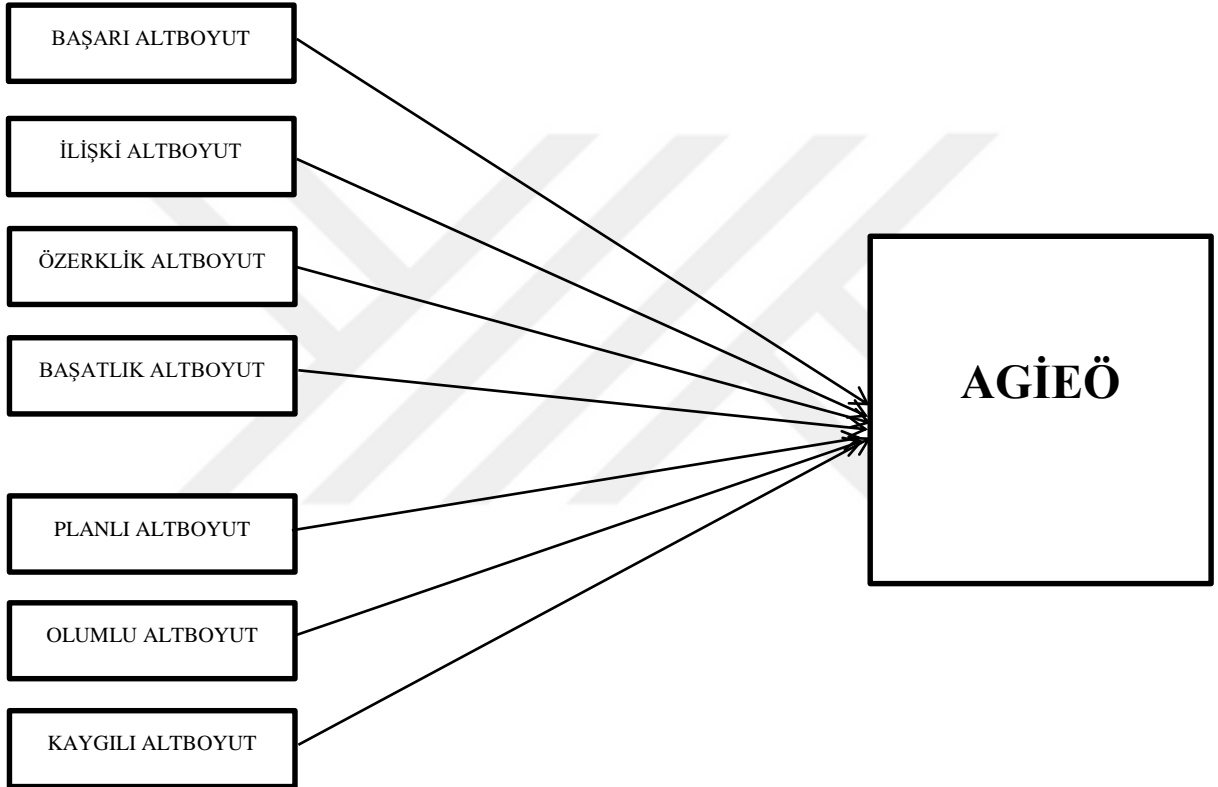 BAŞARI ALTBOYUT
İLİŞKİ ALTBOYUT
ÖZERKLİK ALTBOYUT
BAŞATLIK ALTBOYUT
PLANLI ALTBOYUT
OLUMLU ALTBOYUT
KAYGILI ALTBOYUT
AGİEÖ